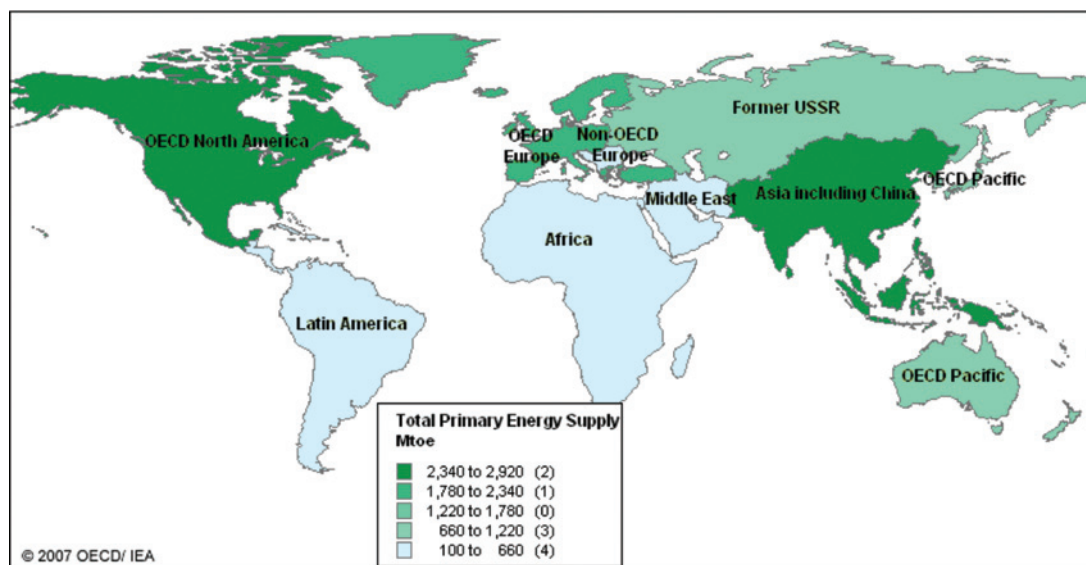 Former USSR
OECD North America
OECD
Europe
Non-OECD
Europe
OECD Pacific
Middle East
Asia including China
Africa
Latin America
OECD Pacific
Total Primary Energy Supply
Mtoe
2,340 to 2,920 (2)
1,780 to 2,340 (1)
1,220 to 1,780 (0)
660 to 1,220 (3)
100 to 660 (4)
© 2007 OECD/ IEA